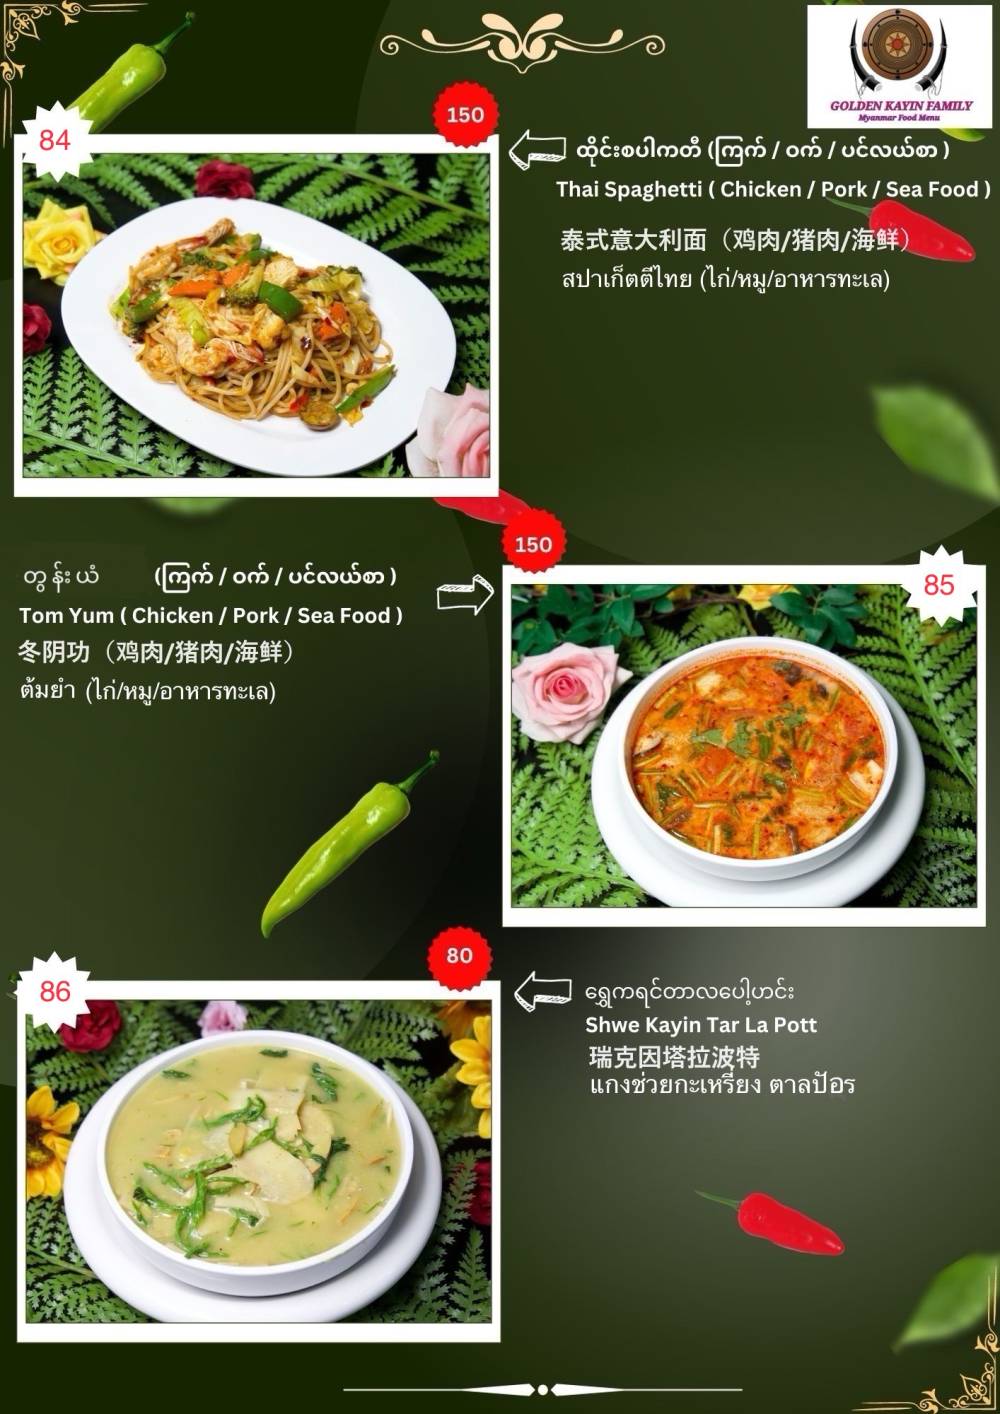 GOLDEN KAYIN FAMILY
Myanmar Food Menu
84
150
ထိုင်းစပါကတီ (ကြက် / ဝက် / ပင်လယ်စာ )
Thai Spaghetti ( Chicken / Pork / Sea Food )
泰式意大利面（鸡肉/猪肉/海鲜）
สปาเก็ตตีไทย (ไก่/หมู/อาหารทะเล)
150
85
တွန်းယံ (ကြက် / ဝက် / ပင်လယ်စာ )
Tom Yum ( Chicken / Pork / Sea Food )
冬阴功（鸡肉/猪肉/海鲜）
ต้มยำ (ไก่/หมู/อาหารทะเล)
80
86
ရွှေကရင်တာလပေါ့ဟင်း
Shwe Kayin Tar La Pott
瑞克因塔拉波特
แกงช่วยกะเหรี่ยง ตาลปัอร